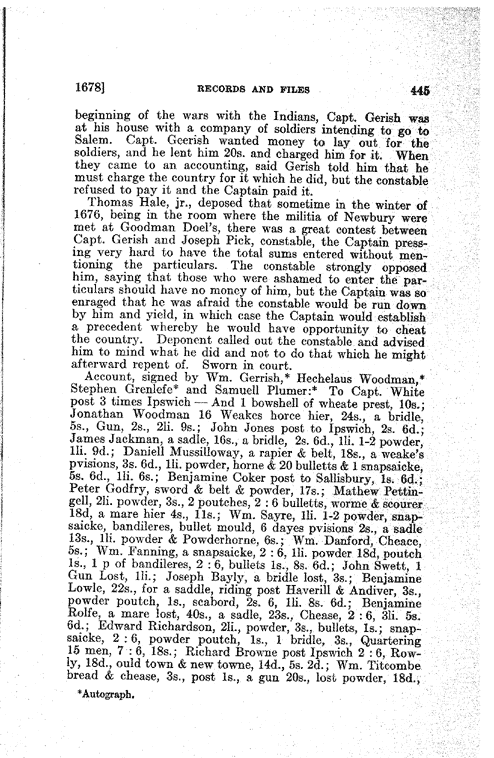 1678] RECORDS AND FILES 445
beginning of the wars with the Indians, Capt. Gerish was
at his house with a company of soldiers intending to go to
Salem. Capt. Gcerish wanted money to lay out for the
soldiers, and he lent him 20s. and charged him for it. When
they came to an accounting, said Gerish told him that he
must charge the country for it which he did, but the constable
refused to pay it and the Captain paid it.
Thomas Hale, jr., deposed that sometime in the winter of
1676, being in the room where the militia of Newbury were
met at Goodman Doel's, there was a great contest between
Capt. Gerish and Joseph Pick, constable, the Captain press-
ing very hard to have the total sums entered without men-
tioning the particulars. The constable strongly opposed
him, saying that those who were ashamed to enter the par-
ticulars should have no money of him, but the Captain was so
enraged that he was afraid the constable would be run down
by him and yield, in which case the Captain would establish
a precedent whereby he would have opportunity to cheat
the country. Deponent called out the constable and advised
him to mind what he did and not to do that which he might
afterward repent of. Sworn in court.
Account, signed by Wm. Gerrish,* Hechelaus Woodman,*
Stephen Grenlefe* and Samuell Plumer:* To Capt. White
post 3 times Ipswich — And 1 bowshell of wheate prest, 10s.;
Jonathan Woodman 16 Weakes horce hier, 24s., a bridle,
5s., Gun, 2s., 2li. 9s.; John Jones post to Ipswich, 2s. 6d.;
James Jackman, a sadle, 16s., a bridle, 2s. 6d., 1li. 1-2 powder,
1li. 9d.; Daniell Mussilloway, a rapier & belt, 18s., a weake's
pvisions, 3s. 6d., 1li. powder, horne & 20 bulletts & 1 snapsaicke,
5s. 6d., 1li. 6s.; Benjamine Coker post to Sallisbury, 1s. 6d.;
Peter Godfry, sword & belt & powder, 17s.; Mathew Pettin-
gell, 2li. powder, 3s., 2 poutches, 2 : 6 bulletts, worme & scourer
18d, a mare hier 4s., 11s.; Wm. Sayre, 1li. 1-2 powder, snap-
saicke, bandileres, bullet mould, 6 dayes pvisions 2s., a sadle
13s., 1li. powder & Powderhorne, 6s.; Wm. Danford, Cheace,
5s.; Wm. Fanning, a snapsaicke, 2 : 6, 1li. powder 18d, poutch
1s., 1 p of bandileres, 2 : 6, bullets 1s., 8s. 6d.; John Swett, 1
Gun Lost, 1li.; Joseph Bayly, a bridle lost, 3s.; Benjamine
Lowle, 22s., for a saddle, riding post Haverill & Andiver, 3s.,
powder poutch, 1s., scabord, 2s. 6, 1li. 8s. 6d.; Benjamine
Rolfe, a mare lost, 40s., a sadle, 23s., Chease, 2 : 6, 3li. 5s.
6d.; Edward Richardson, 2li., powder, 3s., bullets, 1s.; snap-
saicke, 2 : 6, powder poutch, 1s., 1 bridle, 3s., Quartering
15 men, 7 : 6, 18s.; Richard Browne post Ipswich 2 : 6, Row-
ly, 18d., ould town & new towne, 14d., 5s. 2d.; Wm. Titcombe
bread & chease, 3s., post 1s., a gun 20s., lost powder, 18d.,
*Autograph.